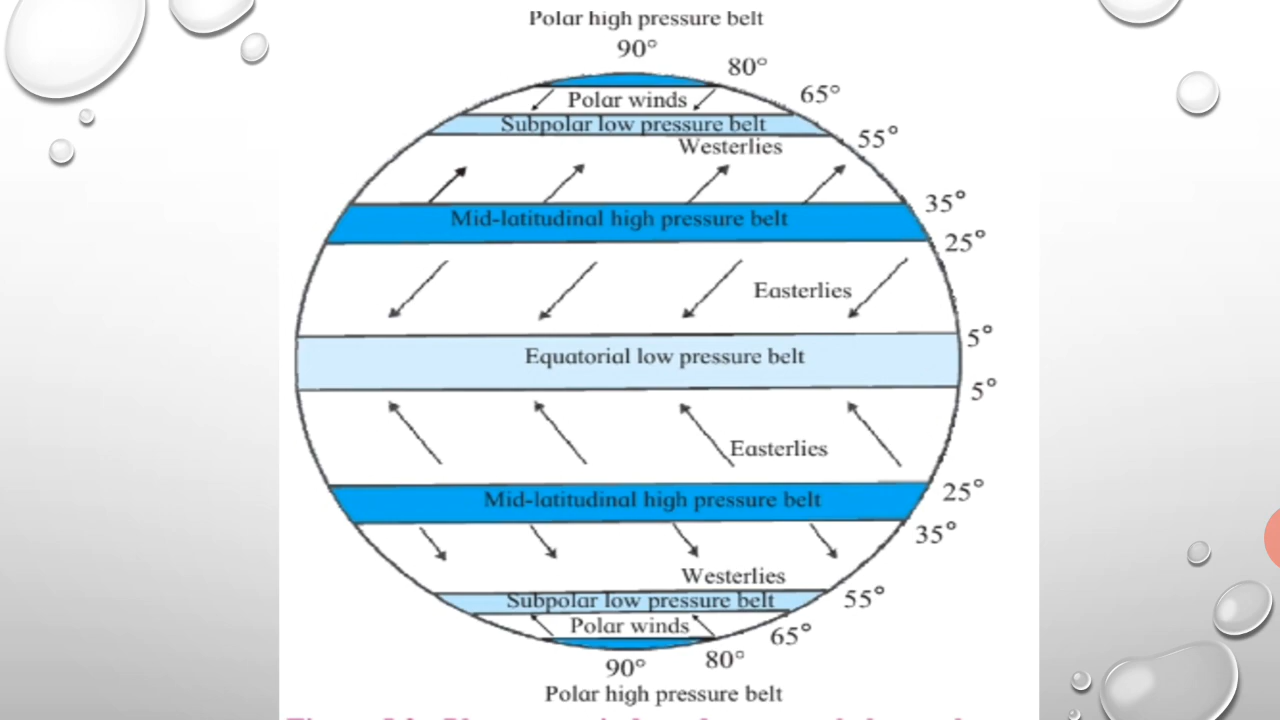 Polar high pressure belt
90°
80°
Polar winds
65°
Subpolar low pressure belt
55°
Westerlies
35°
Mid-latitudinal high pressure belt
25°
Easterlies
5°
Equatorial low pressure belt
5°
Easterlies
25°
Mid-latitudinal high pressure belt
35°
Westerlies
55°
Subpolar low pressure belt
Polar winds
65°
90°
80°
Polar high pressure belt